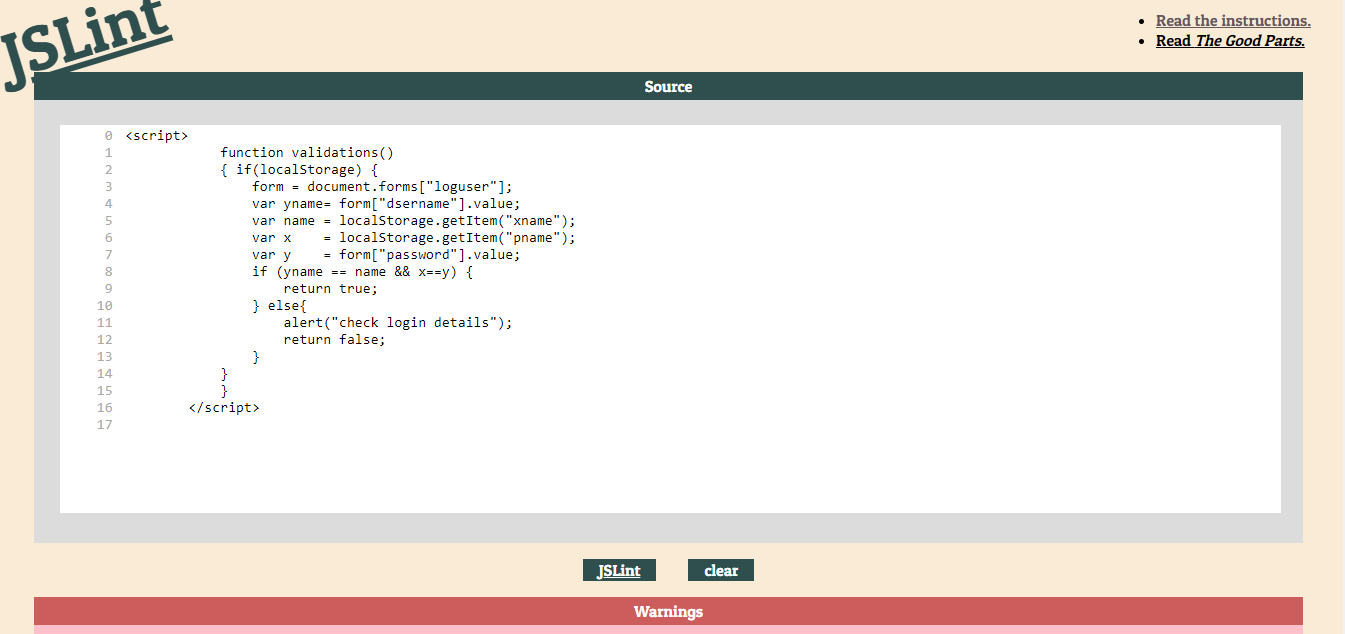 JSLint
Read the instructions.
Read The Good Parts.
Source
0 <script>
1 function validations()
2 { if(localStorage) {
3 form = document.forms["loguser"];
4 var yname= form["dsername"].value;
5 var name = localStorage.getItem("xname");
6 var x    = localStorage.getItem("pname");
7 var y    = form["password"].value;
8 if (yname == name && x==y) {
9 return true;
10 } else{
11 alert("check login details");
12 return false;
13 }
14 }
15 }
16 </script>
17
JSLint clear
Warnings